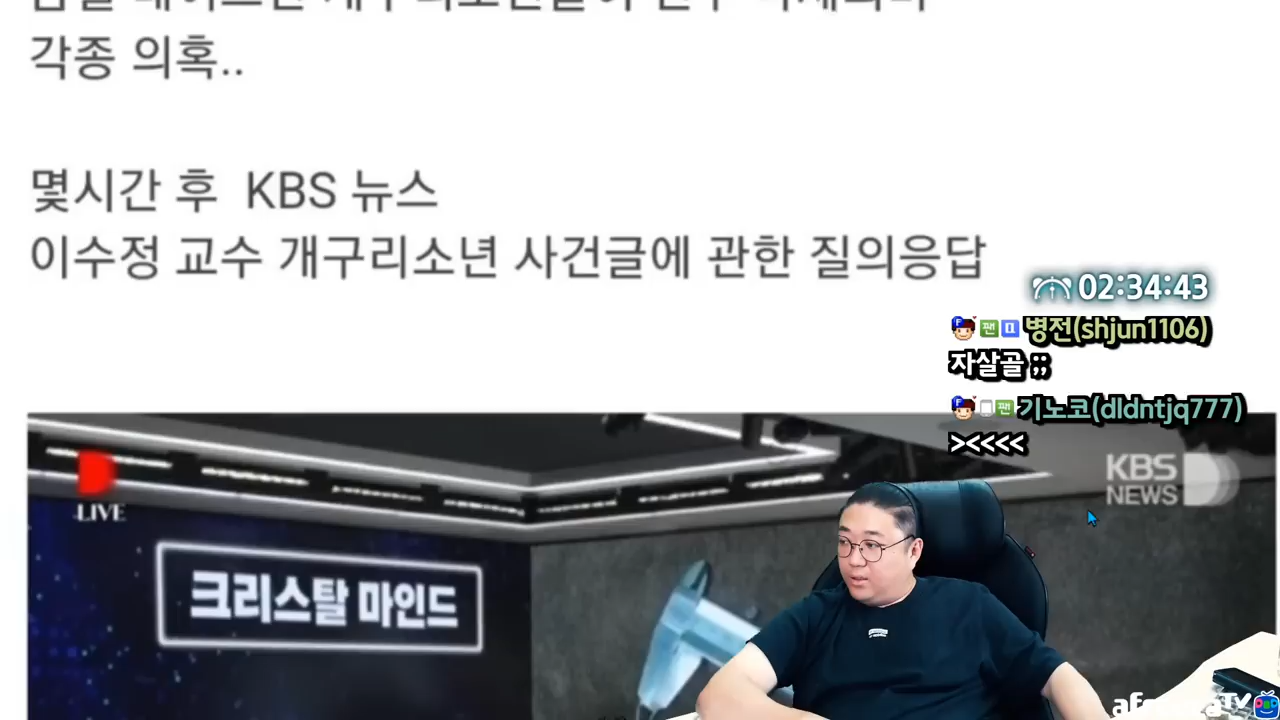 각종 의혹..
몇시간 후 KBS 뉴스
이수정 교수 개구리소년 사건글에 관한 질의응답
02:34:43
F 팬 병전(shjun1106)
자살골 ;;
F 팬 기노코(dldntjq777)
><<<<
KBS
NEWS
LIVE
크리스탈 마인드